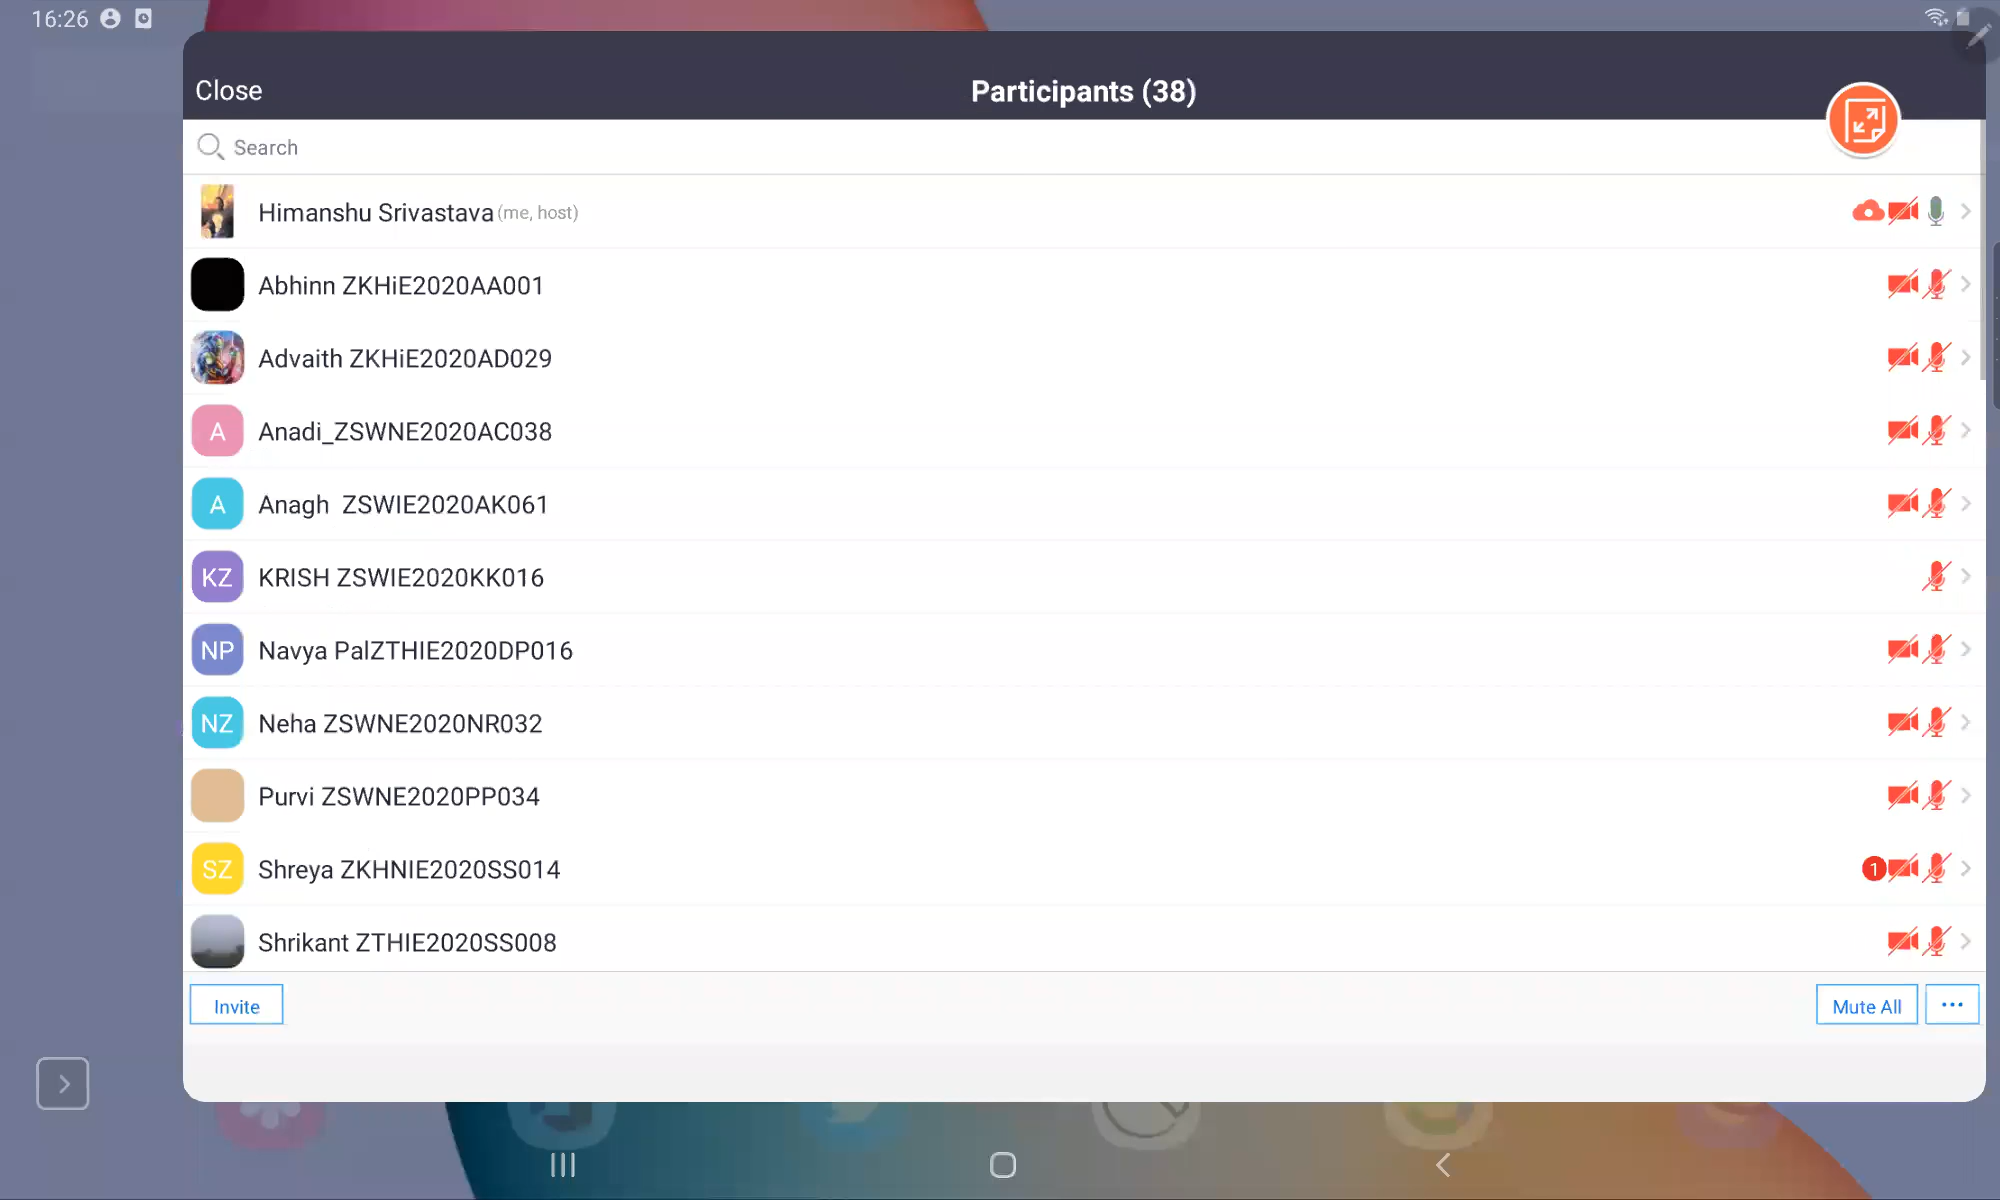 16:26
Close
Participants (38)
Search
Himanshu Srivastava (me, host)
Abhinn ZKHiE2020AA001
Advaith ZKHiE2020AD029
A
Anadi_ZSWNE2020AC038
A
Anagh  ZSWIE2020AK061
KZ
KRISH ZSWIE2020KK016
NP
Navya PalZTHIE2020DP016
NZ
Neha ZSWNE2020NR032
Purvi ZSWNE2020PP034
SZ
Shreya ZKHNIE2020SS014
1
Shrikant ZTHIE2020SS008
Invite
Mute All
...